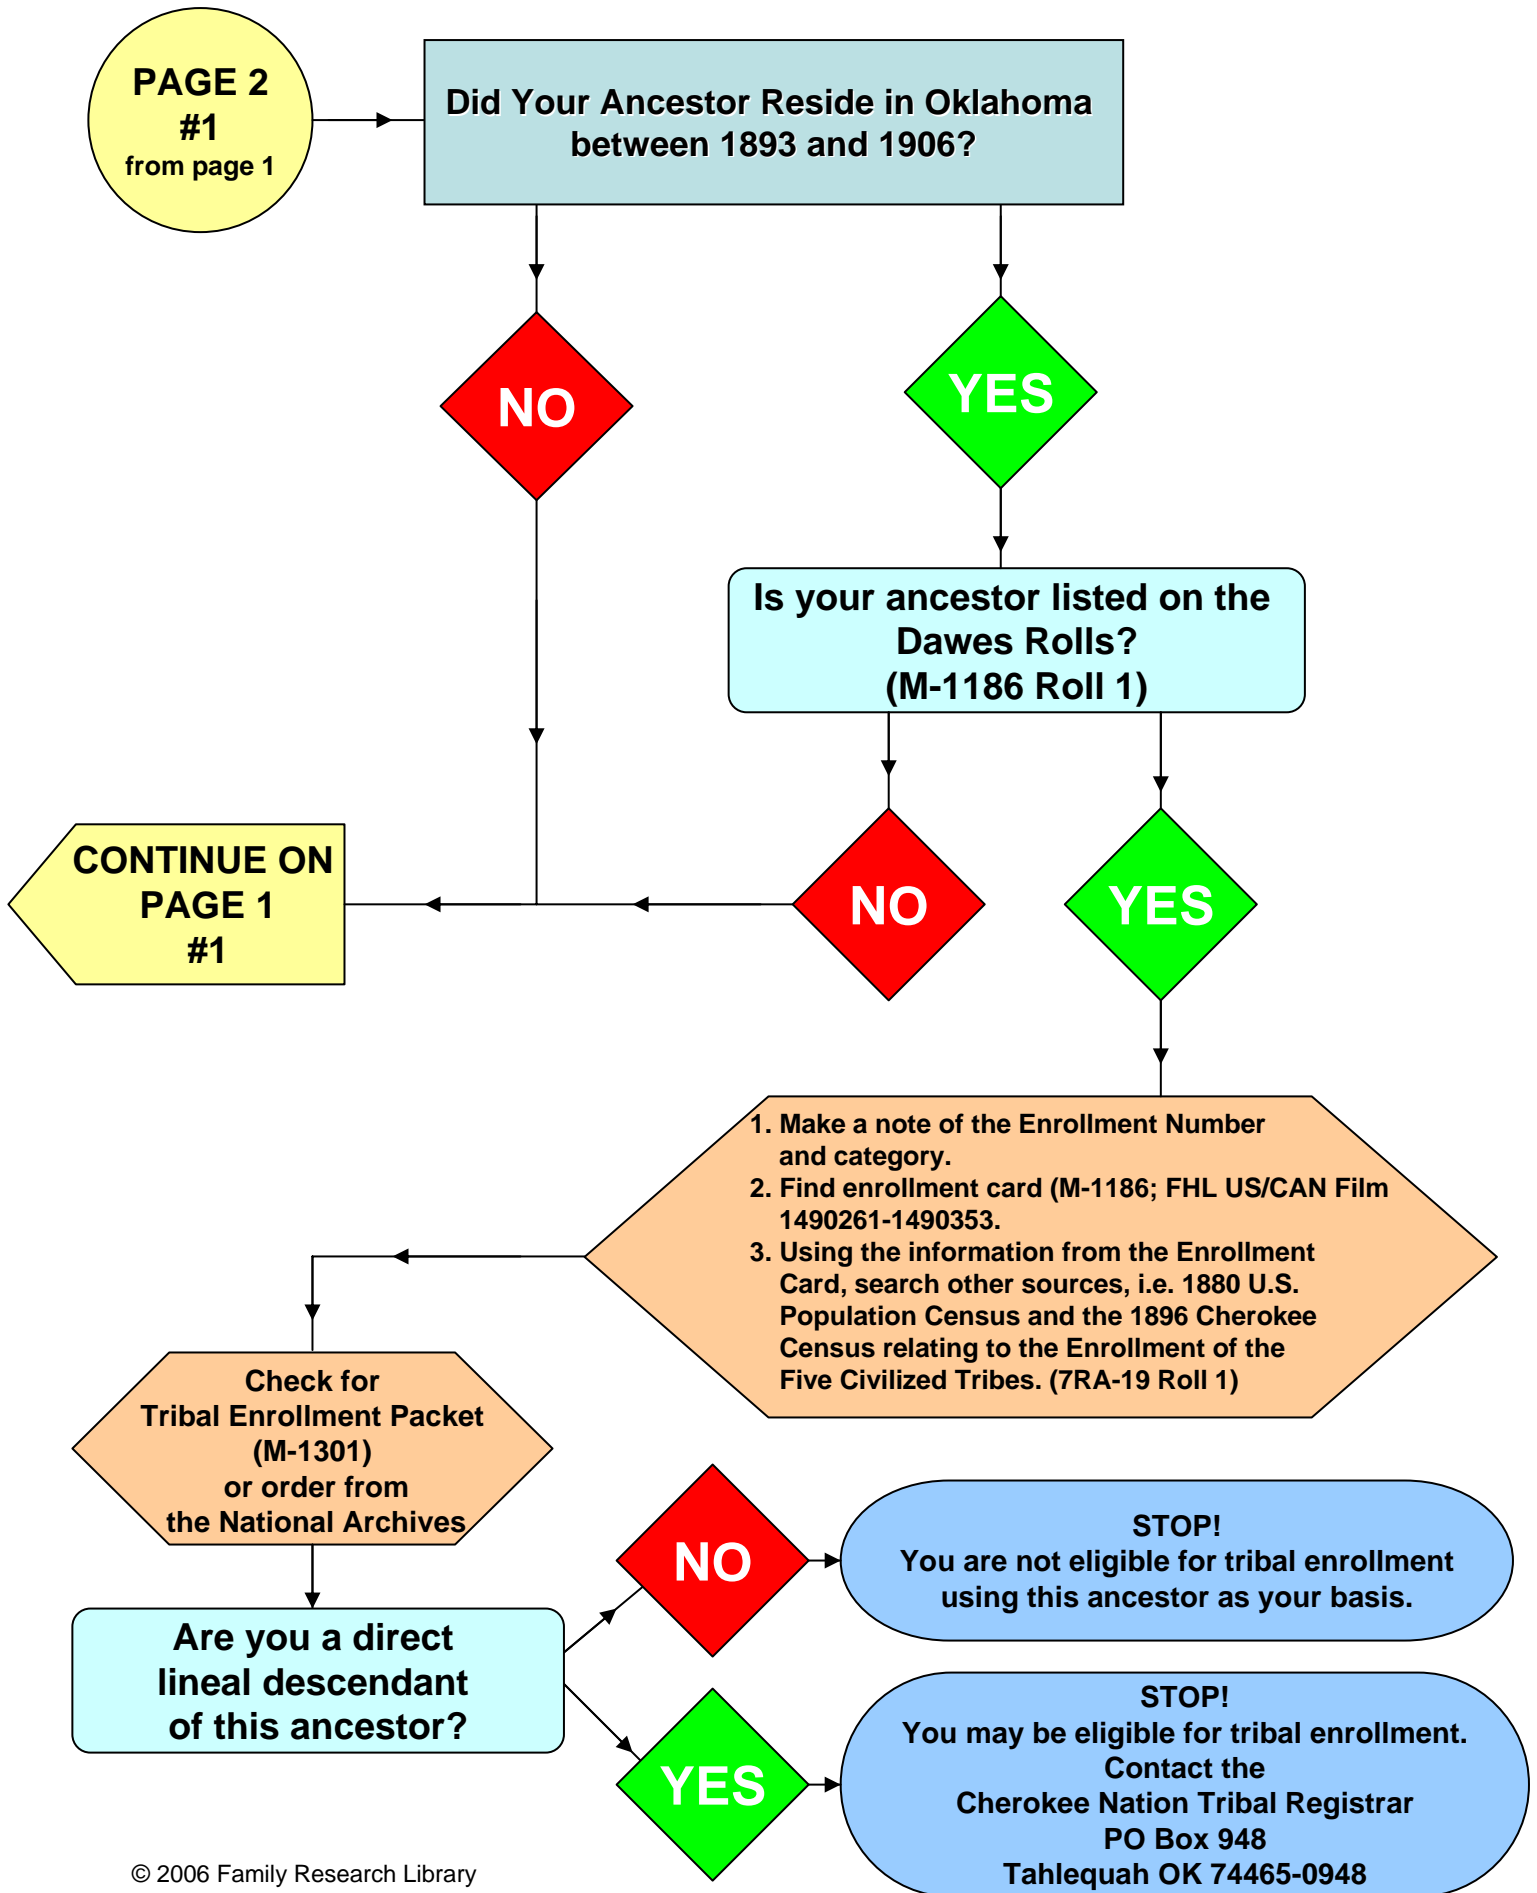 PAGE 2
#1
from page 1
Did Your Ancestor Reside in Oklahoma
between 1893 and 1906?
NO
YES
Is your ancestor listed on the
Dawes Rolls?
(M-1186 Roll 1)
CONTINUE ON
PAGE 1
#1
NO
YES
1. Make a note of the Enrollment Number
and category.
2. Find enrollment card (M-1186; FHL US/CAN Film
1490261-1490353.
3. Using the information from the Enrollment
Card, search other sources, i.e. 1880 U.S.
Population Census and the 1896 Cherokee
Census relating to the Enrollment of the
Five Civilized Tribes. (7RA-19 Roll 1)
Check for
Tribal Enrollment Packet
(M-1301)
or order from
the National Archives
Are you a direct
lineal descendant
of this ancestor?
NO
STOP!
You are not eligible for tribal enrollment
using this ancestor as your basis.
YES
STOP!
You may be eligible for tribal enrollment.
Contact the
Cherokee Nation Tribal Registrar
PO Box 948
Tahlequah OK 74465-0948
© 2006 Family Research Library